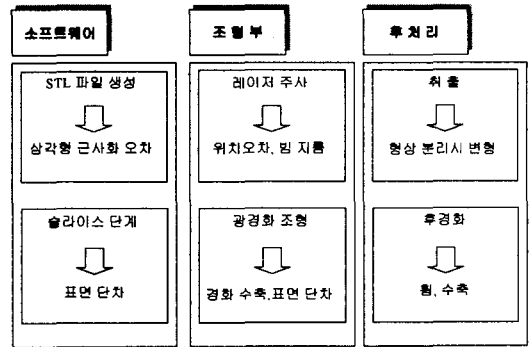 소프트웨어
조형부
후처리
STL 파일 생성
삼각형 근사화 오차
슬라이스 단계
표면 단차
레이저 주사
위치오차, 빔 지름
광경화 조형
경화 수축,표면 단차
취출
형상 분리시 변형
후경화
휨, 수축